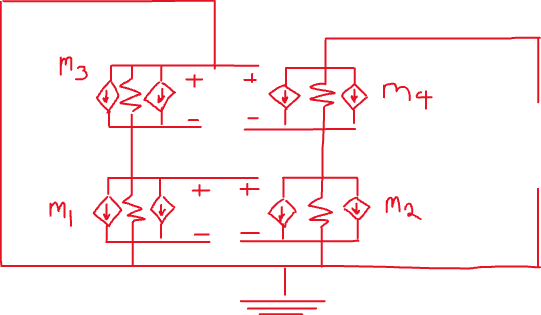 m3 + + m4
- -
m1 + + m2
- -